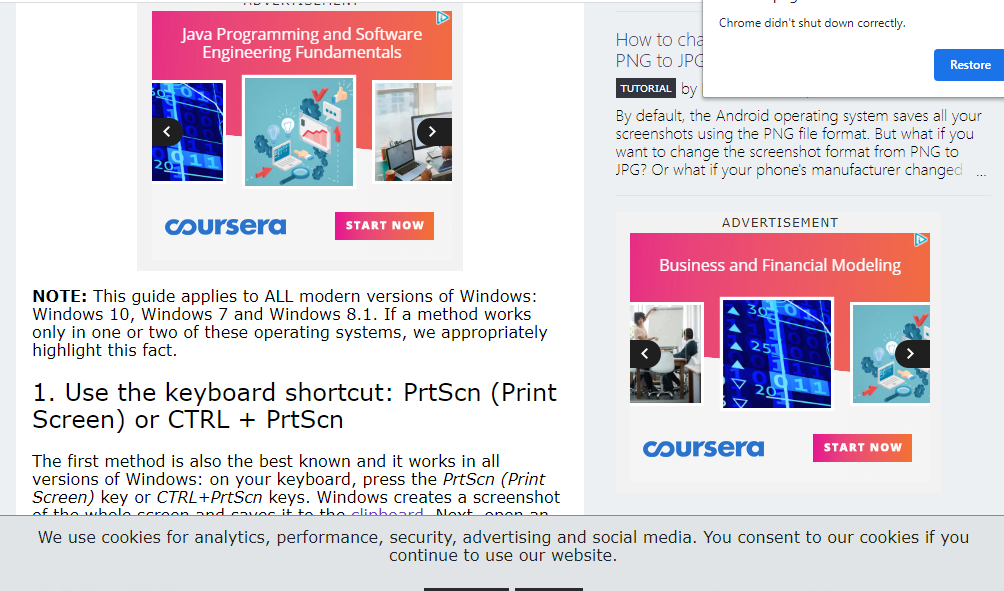 ADVERTISEMENT
Java Programming and Software
Engineering Fundamentals
coursera
START NOW
NOTE: This guide applies to ALL modern versions of Windows:
Windows 10, Windows 7 and Windows 8.1. If a method works
only in one or two of these operating systems, we appropriately
highlight this fact.
1. Use the keyboard shortcut: PrtScn (Print
Screen) or CTRL + PrtScn
The first method is also the best known and it works in all
versions of Windows: on your keyboard, press the PrtScn (Print
Screen) key or CTRL+PrtScn keys. Windows creates a screenshot
of the whole screen and saves it to the clipboard. Next, open an
Chrome didn't shut down correctly.
Restore
How to cha
PNG to JPG
TUTORIAL by
By default, the Android operating system saves all your
screenshots using the PNG file format. But what if you
want to change the screenshot format from PNG to
JPG? Or what if your phone's manufacturer changed ...
ADVERTISEMENT
Business and Financial Modeling
coursera
START NOW
We use cookies for analytics, performance, security, advertising and social media. You consent to our cookies if you
continue to use our website.